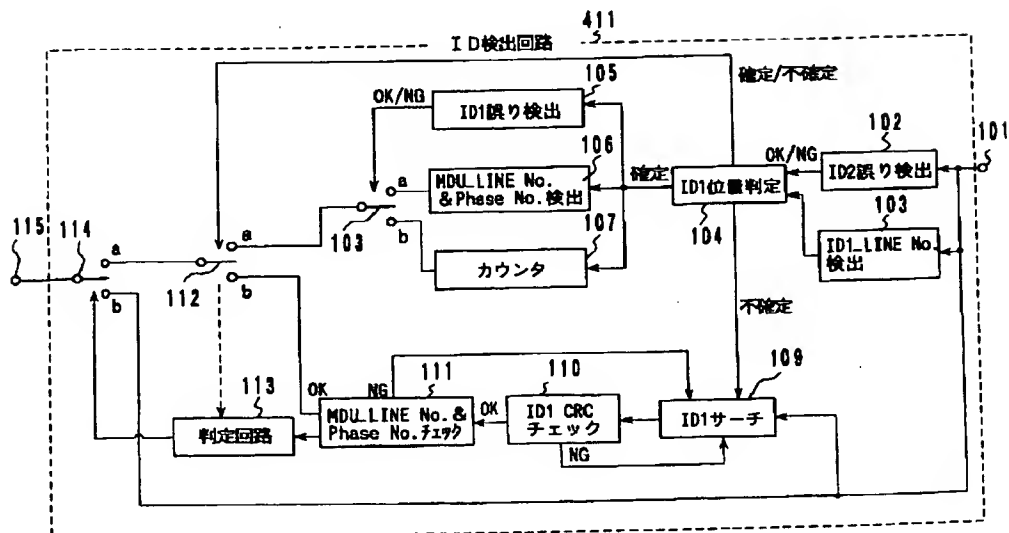 411
ID検出回路
確定/不確定
105
OK/NG
ID1誤り検出
101
102
OK/NG
ID2誤り検出
106
a
MDU_LINE No.
&Phase No.検出
確定
ID1位置判定
104
103
ID1_LINE No.
検出
103
b
107
カウンタ
115
114
a
b
a
b
112
不確定
113
判定回路
OK
NG
111
MDU_LINE No.&
Phase No.チェック
OK
110
ID1 CRC
チェック
NG
109
ID1サーチ